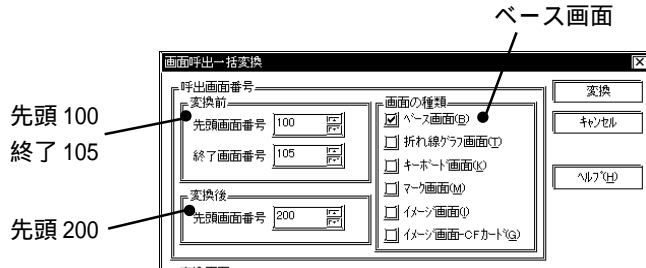 ベース画面
画面呼出一括変換
呼出画面番号
変換前
先頭画面番号 100
終了画面番号 105
変換後
先頭画面番号 200
画面の種類
ﾍﾞｰｽ画面(B)
折れ線ｸﾞﾗﾌ画面(T)
ｷｰﾎﾞｰﾄﾞ画面(K)
ﾏｰｸ画面(M)
ｲﾒｰｼﾞ画面(I)
ｲﾒｰｼﾞ画面-CFｶｰﾄﾞ(G)
変換
ｷｬﾝｾﾙ
ﾍﾙﾌﾟ(H)
先頭 100
終了 105
先頭 200